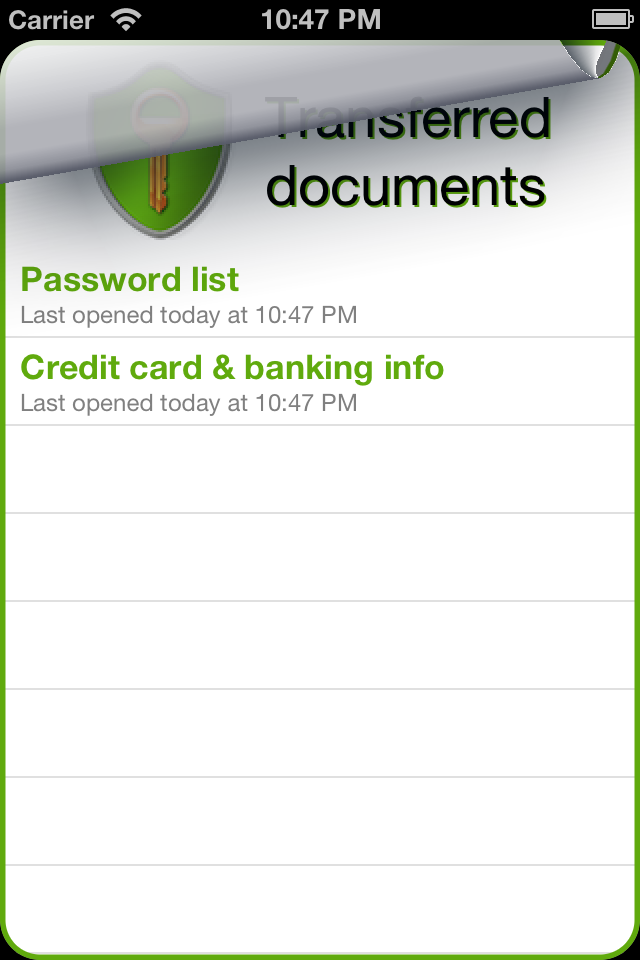 Carrier 10:47 PM
Transferred
documents
Password list
Last opened today at 10:47 PM
Credit card & banking info
Last opened today at 10:47 PM